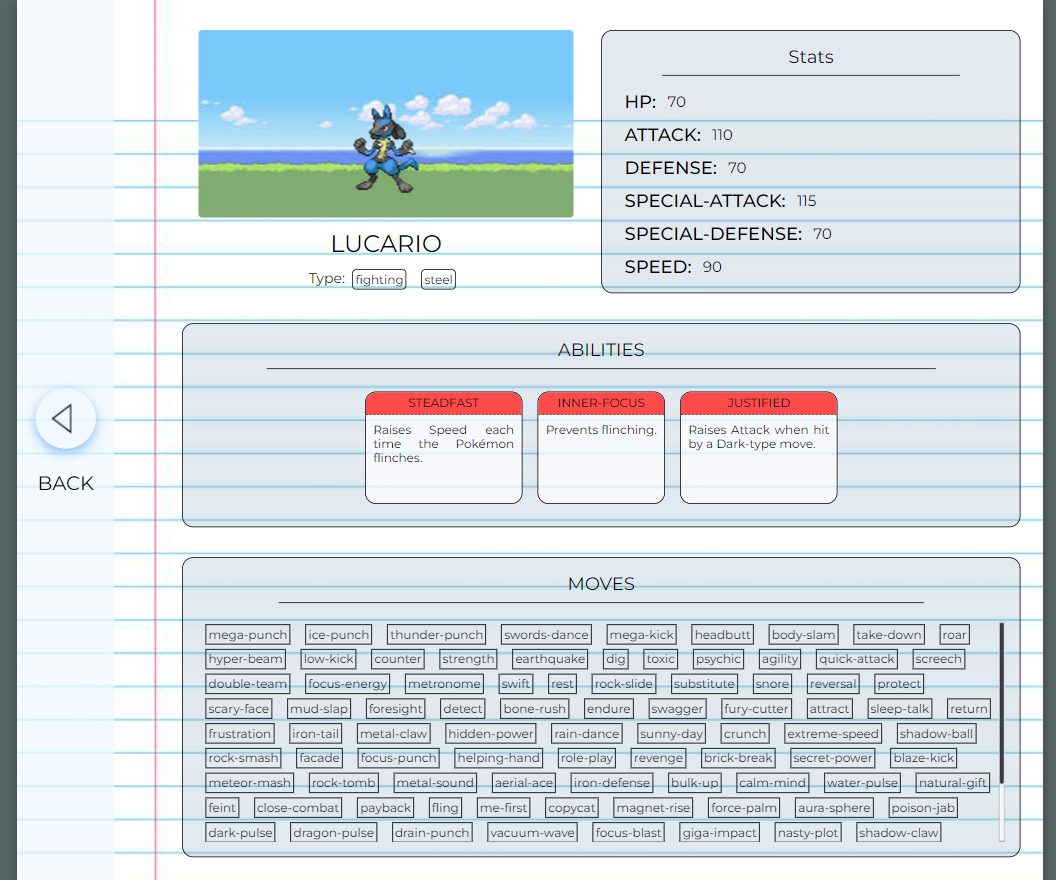 Stats
HP: 70
ATTACK: 110
DEFENSE: 70
SPECIAL-ATTACK: 115
SPECIAL-DEFENSE: 70
SPEED: 90
LUCARIO
Type: fighting steel
ABILITIES
STEADFAST
Raises Speed each
time the Pokémon
flinches.
INNER-FOCUS
Prevents flinching.
JUSTIFIED
Raises Attack when hit
by a Dark-type move.
BACK
MOVES
mega-punch ice-punch thunder-punch swords-dance mega-kick headbutt body-slam take-down roar
hyper-beam low-kick counter strength earthquake dig toxic psychic agility quick-attack screech
double-team focus-energy metronome swift rest rock-slide substitute snore reversal protect
scary-face mud-slap foresight detect bone-rush endure swagger fury-cutter attract sleep-talk return
frustration iron-tail metal-claw hidden-power rain-dance sunny-day crunch extreme-speed shadow-ball
rock-smash facade focus-punch helping-hand role-play revenge brick-break secret-power blaze-kick
meteor-mash rock-tomb metal-sound aerial-ace iron-defense bulk-up calm-mind water-pulse natural-gift
feint close-combat payback fling me-first copycat magnet-rise force-palm aura-sphere poison-jab
dark-pulse dragon-pulse drain-punch vacuum-wave focus-blast giga-impact nasty-plot shadow-claw